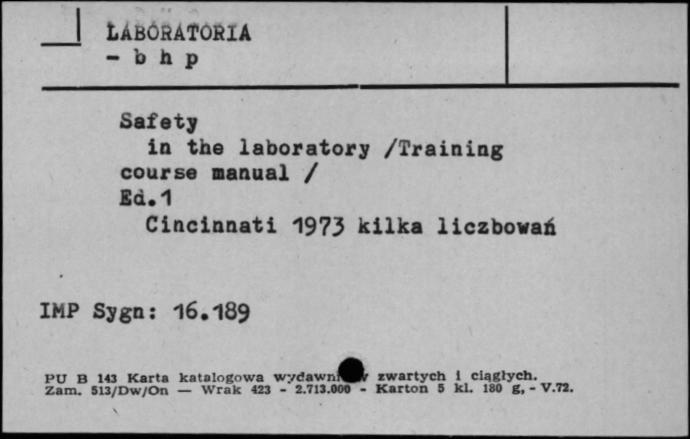 LABORATORIA
- b h p
Safety
in the laboratory /Training
course manual /
Ed.1
Cincinnati 1973 kilka liczbowań
IMP Sygn: 16.189
PU B 143 Karta katalogowa zwartych i ciągłych.
Zam. 513/Dw/On — Wrak 423 - 2.713.000 - Karton 5 kl. 180 g, - V.72.